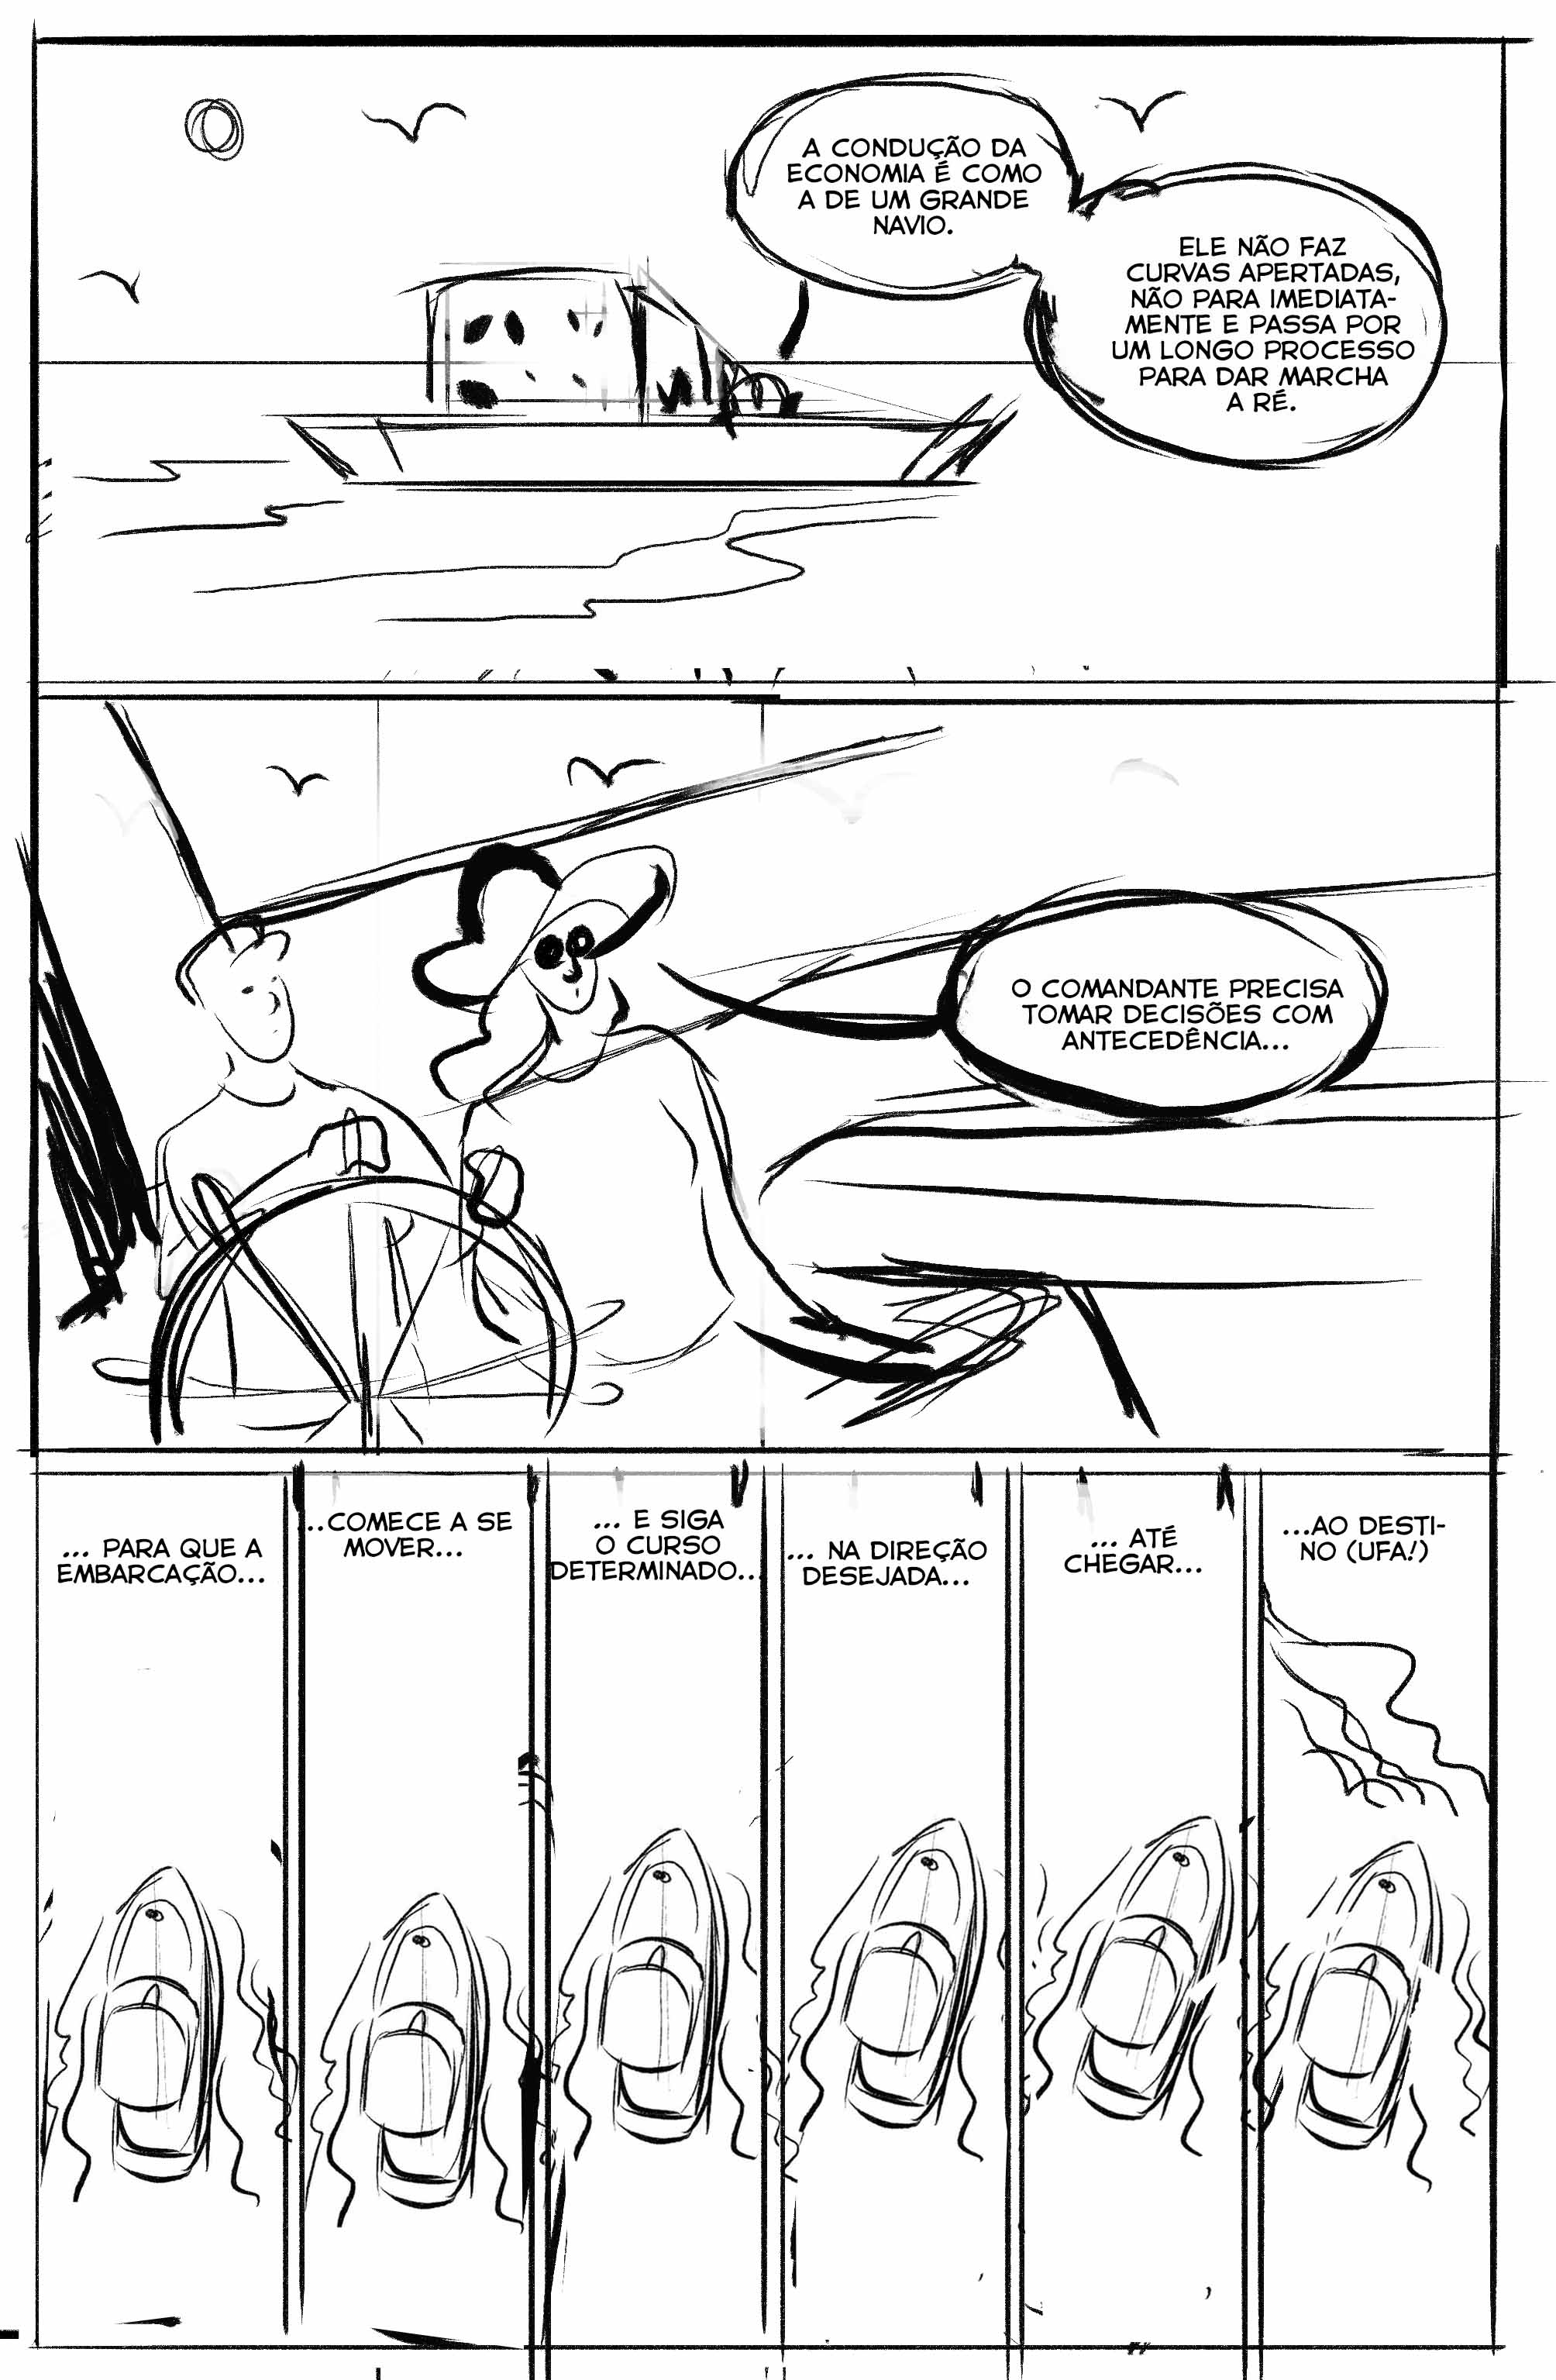 A CONDUÇÃO DA
ECONOMIA É COMO
A DE UM GRANDE
NAVIO.
ELE NÃO FAZ
CURVAS APERTADAS,
NÃO PARA IMEDIATA-
MENTE E PASSA POR
UM LONGO PROCESSO
PARA DAR MARCHA
A RÉ.
O COMANDANTE PRECISA
TOMAR DECISÕES COM
ANTECEDÊNCIA...
... PARA QUE A
EMBARCAÇÃO...
...COMECE A SE
MOVER...
... E SIGA
O CURSO
DETERMINADO...
... NA DIREÇÃO
DESEJADA...
... ATÉ
CHEGAR...
...AO DESTI-
NO (UFA!)